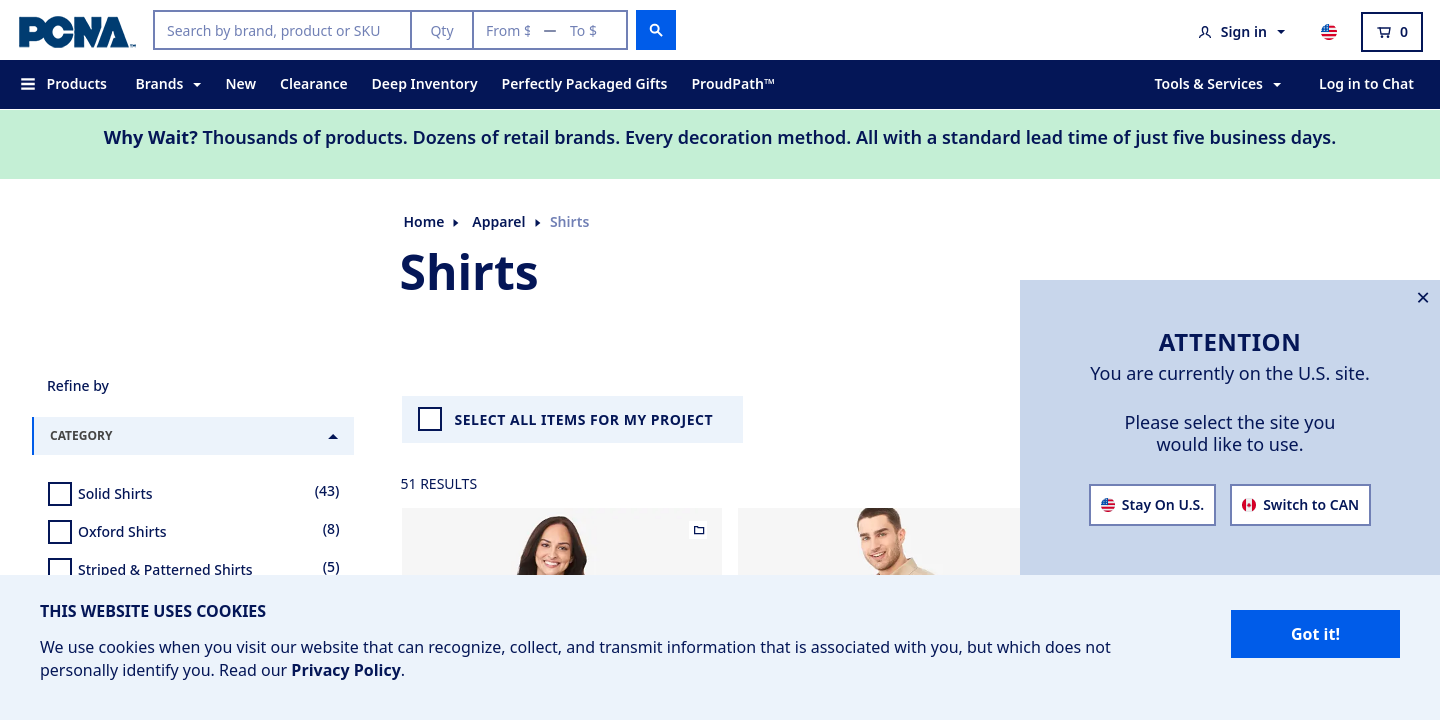 PCNA™
Search by brand, product or SKU
Qty
From $ — To $
Sign in
0
Products
Brands
New
Clearance
Deep Inventory
Perfectly Packaged Gifts
ProudPath™
Tools & Services
Log in to Chat
Why Wait? Thousands of products. Dozens of retail brands. Every decoration method. All with a standard lead time of just five business days.
Home
Apparel
Shirts
Shirts
ATTENTION
You are currently on the U.S. site.
Please select the site you
would like to use.
Stay On U.S.
Switch to CAN
Refine by
CATEGORY
Solid Shirts (43)
Oxford Shirts (8)
Striped & Patterned Shirts (5)
SELECT ALL ITEMS FOR MY PROJECT
51 RESULTS
THIS WEBSITE USES COOKIES
We use cookies when you visit our website that can recognize, collect, and transmit information that is associated with you, but which does not
personally identify you. Read our Privacy Policy.
Got it!